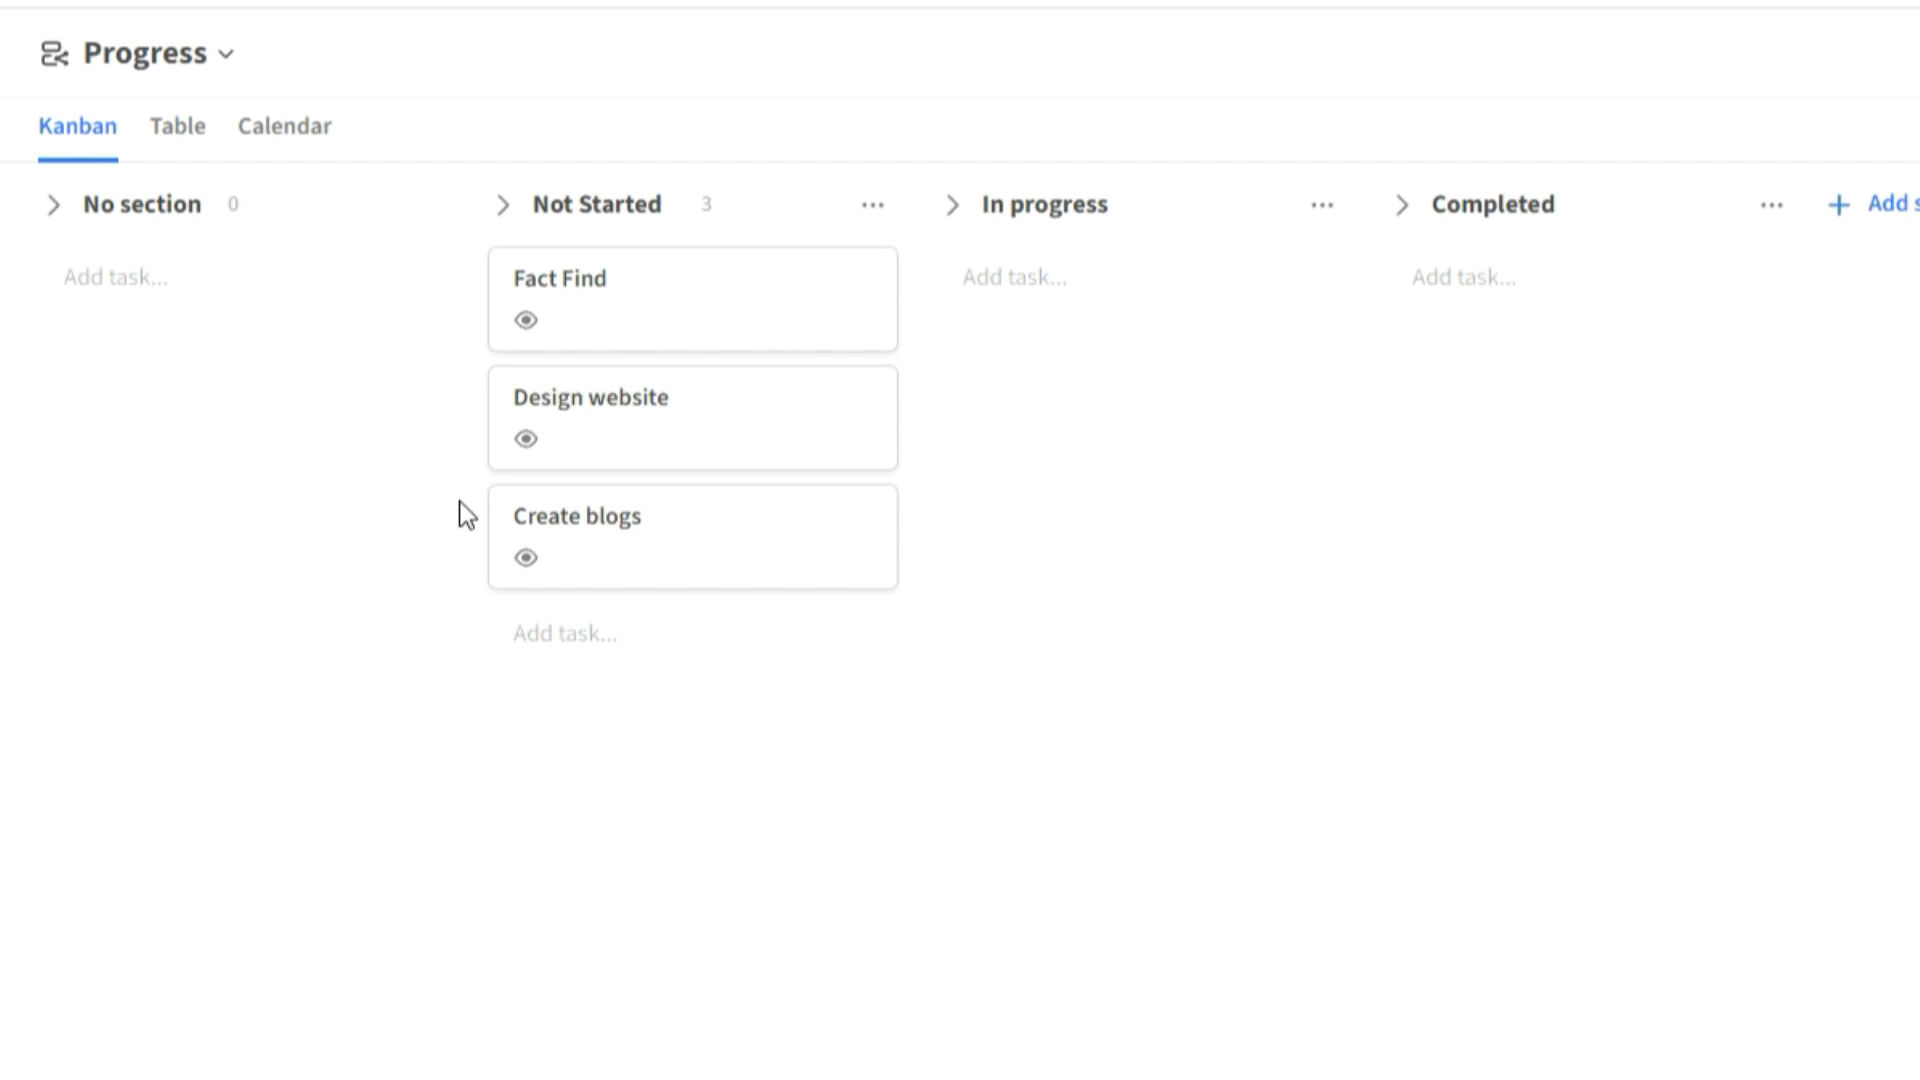 Progress
Kanban Table Calendar
No section 0
Not Started 3 ...
In progress ...
Completed ...
+ Add
Add task...
Fact Find
Design website
Create blogs
Add task...
Add task...
Add task...